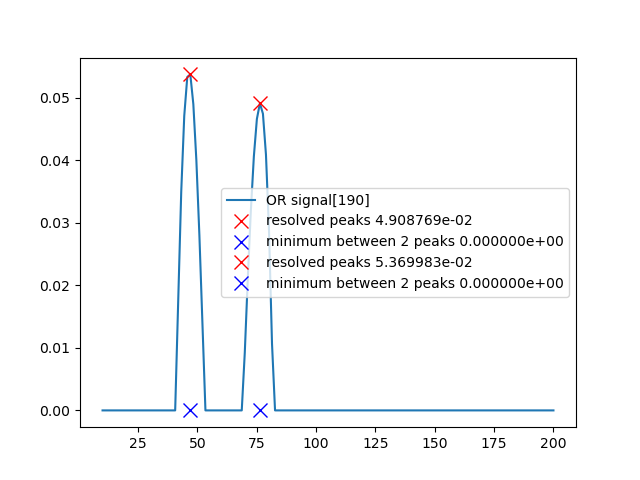 0.05
0.04
0.03
0.02
0.01
0.00
OR signal[190]
resolved peaks 4.908769e-02
minimum between 2 peaks 0.000000e+00
resolved peaks 5.369983e-02
minimum between 2 peaks 0.000000e+00
25 50 75 100 125 150 175 200